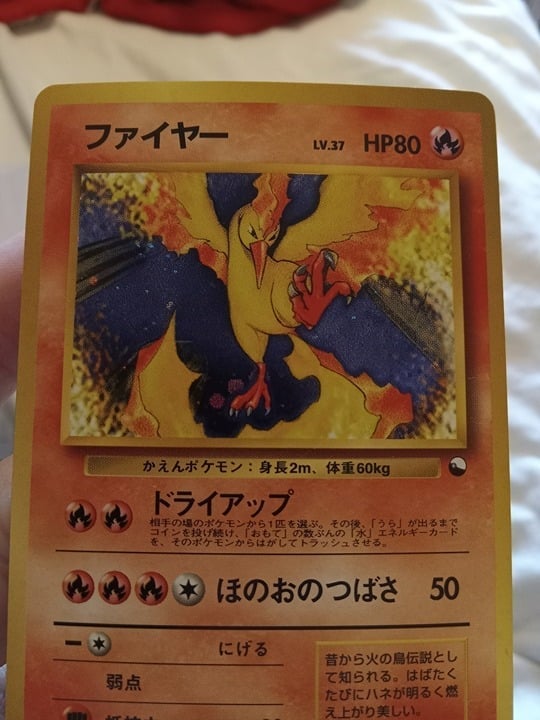 ファイヤー LV.37 HP80
かえんポケモン：身長2m、体重60kg
ドライアップ
相手の場のポケモンから1匹を選ぶ。その後、「うら」が出るまで
コインを投げ続け、「おもて」の数ぶんの「水」エネルギーカード
を、そのポケモンからはがしてトラッシュさせる。
ほのおのつばさ 50
にげる
弱点
昔から火の鳥伝説とし
て知られる。はばたく
たびにハネが明るく燃
え上がり美しい。